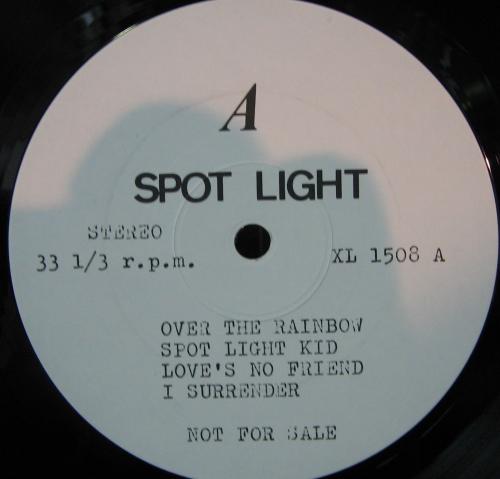 A
SPOT LIGHT
STEREO
33 1/3 r.p.m.
XL 1508 A
OVER THE RAINBOW
SPOT LIGHT KID
LOVE'S NO FRIEND
I SURRENDER
NOT FOR SALE